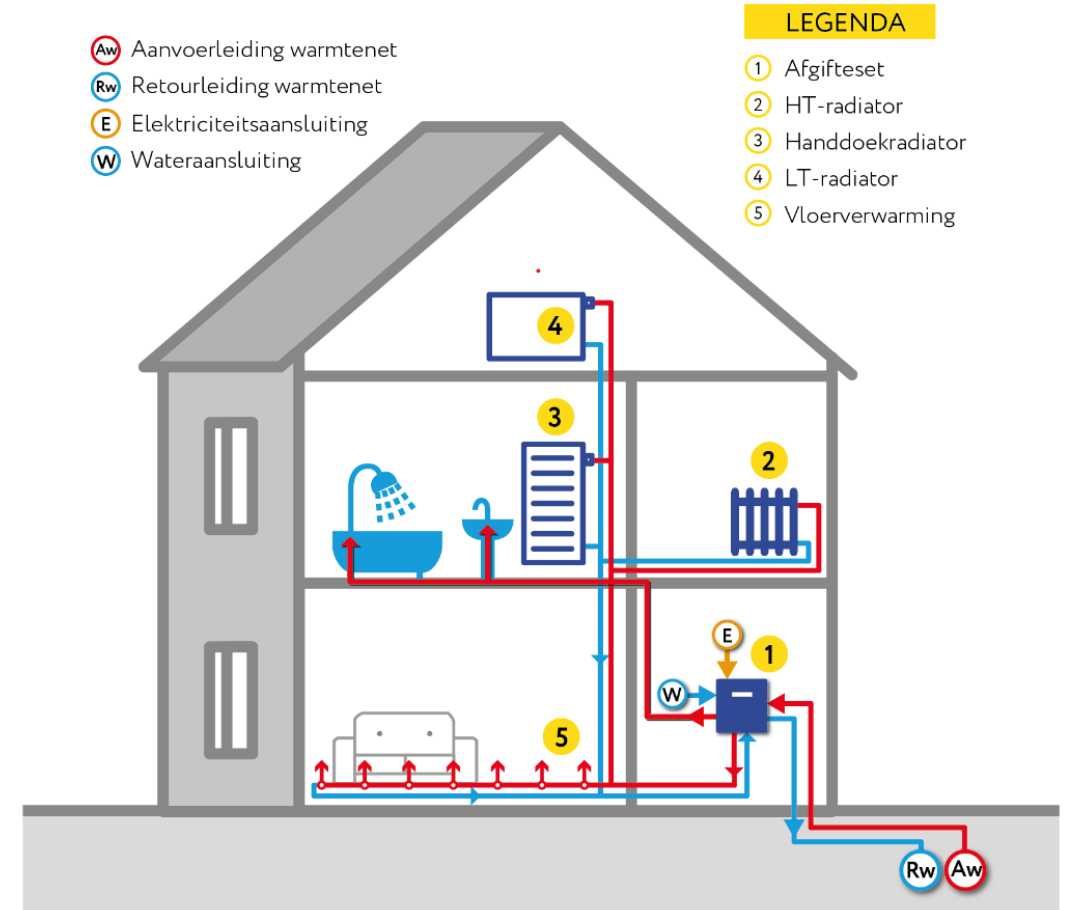 Aw Aanvoerleiding warmtenet
Rw Retourleiding warmtenet
E Elektriciteitsaansluiting
W Wateraansluiting
LEGENDA
1 Afgifteset
2 HT-radiator
3 Handdoekradiator
4 LT-radiator
5 Vloerverwarming
4
3
2
E
1
W
5
Rw Aw